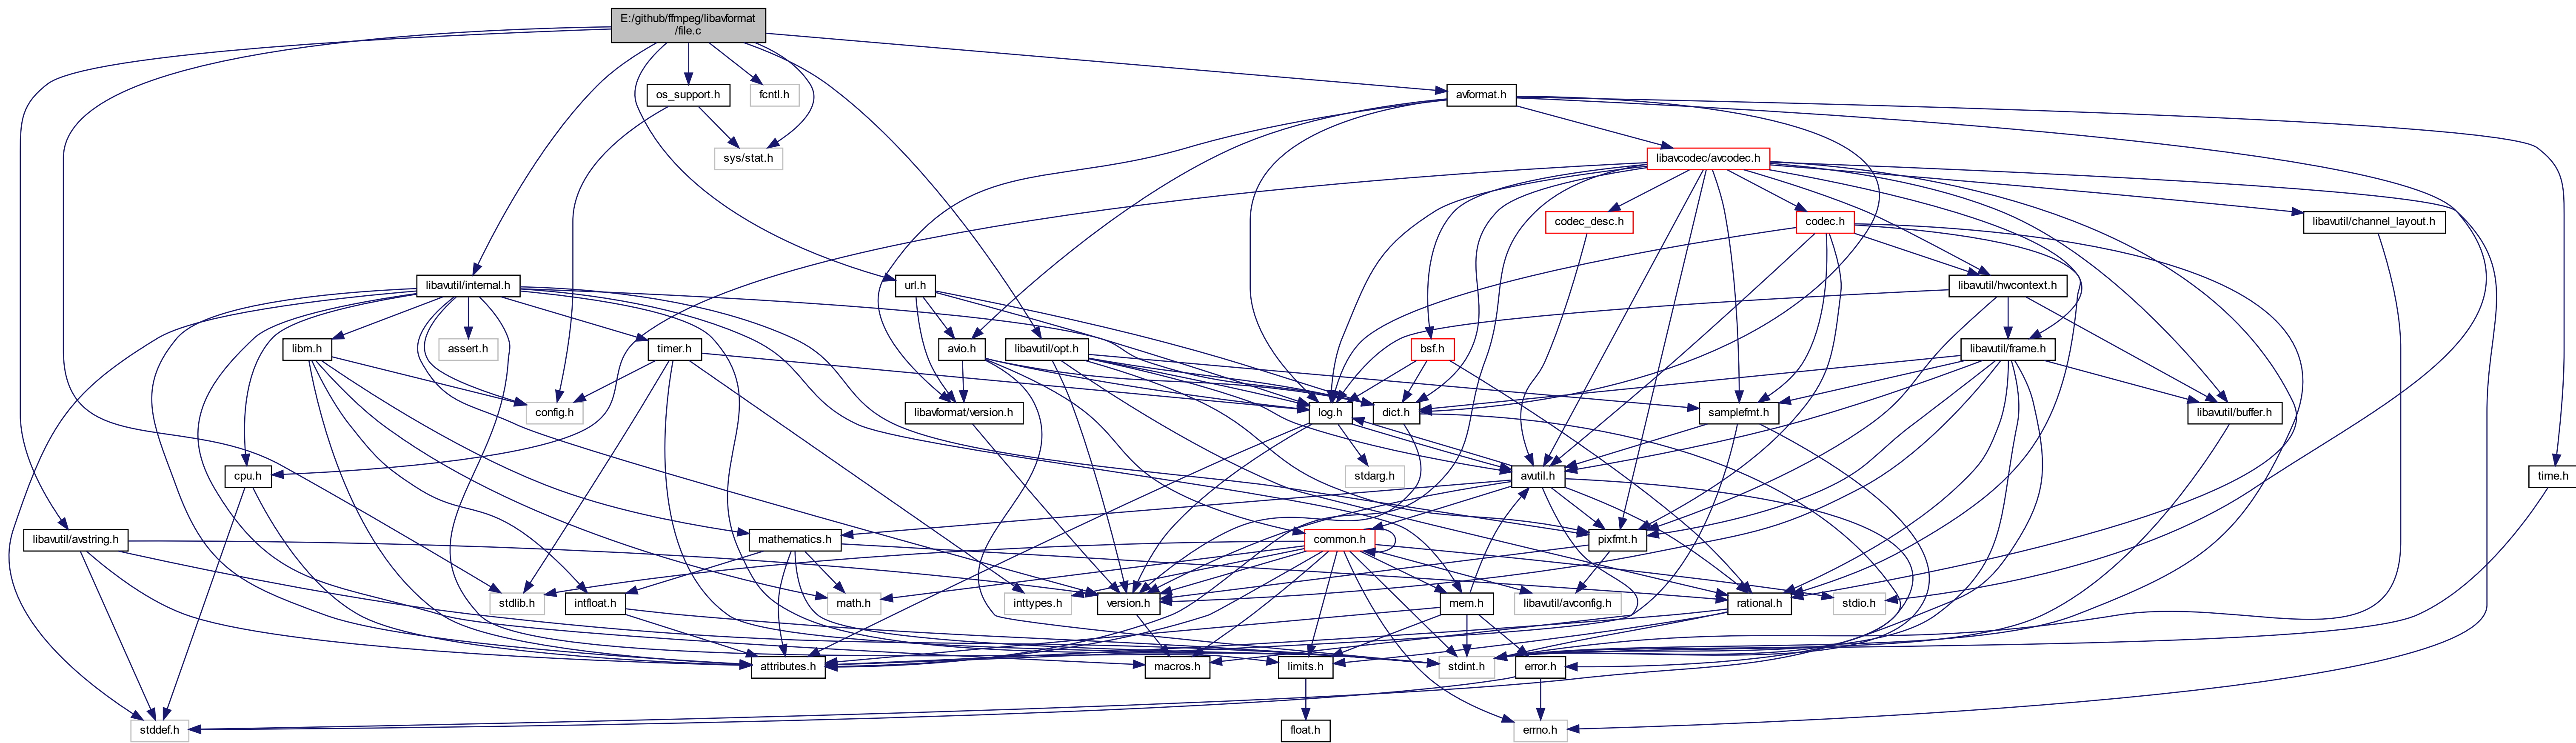 E:/github/ffmpeg/libavformat
/file.c
os_support.h
fcntl.h
avformat.h
sys/stat.h
libavcodec/avcodec.h
codec_desc.h
codec.h
libavutil/channel_layout.h
libavutil/internal.h
url.h
libavutil/hwcontext.h
libm.h
assert.h
timer.h
avio.h
libavutil/opt.h
bsf.h
libavutil/frame.h
config.h
libavformat/version.h
log.h
dict.h
samplefmt.h
libavutil/buffer.h
cpu.h
stdarg.h
avutil.h
time.h
libavutil/avstring.h
mathematics.h
common.h
pixfmt.h
stdlib.h
intfloat.h
math.h
inttypes.h
version.h
mem.h
libavutil/avconfig.h
rational.h
stdio.h
attributes.h
macros.h
limits.h
stdint.h
error.h
stddef.h
float.h
errno.h